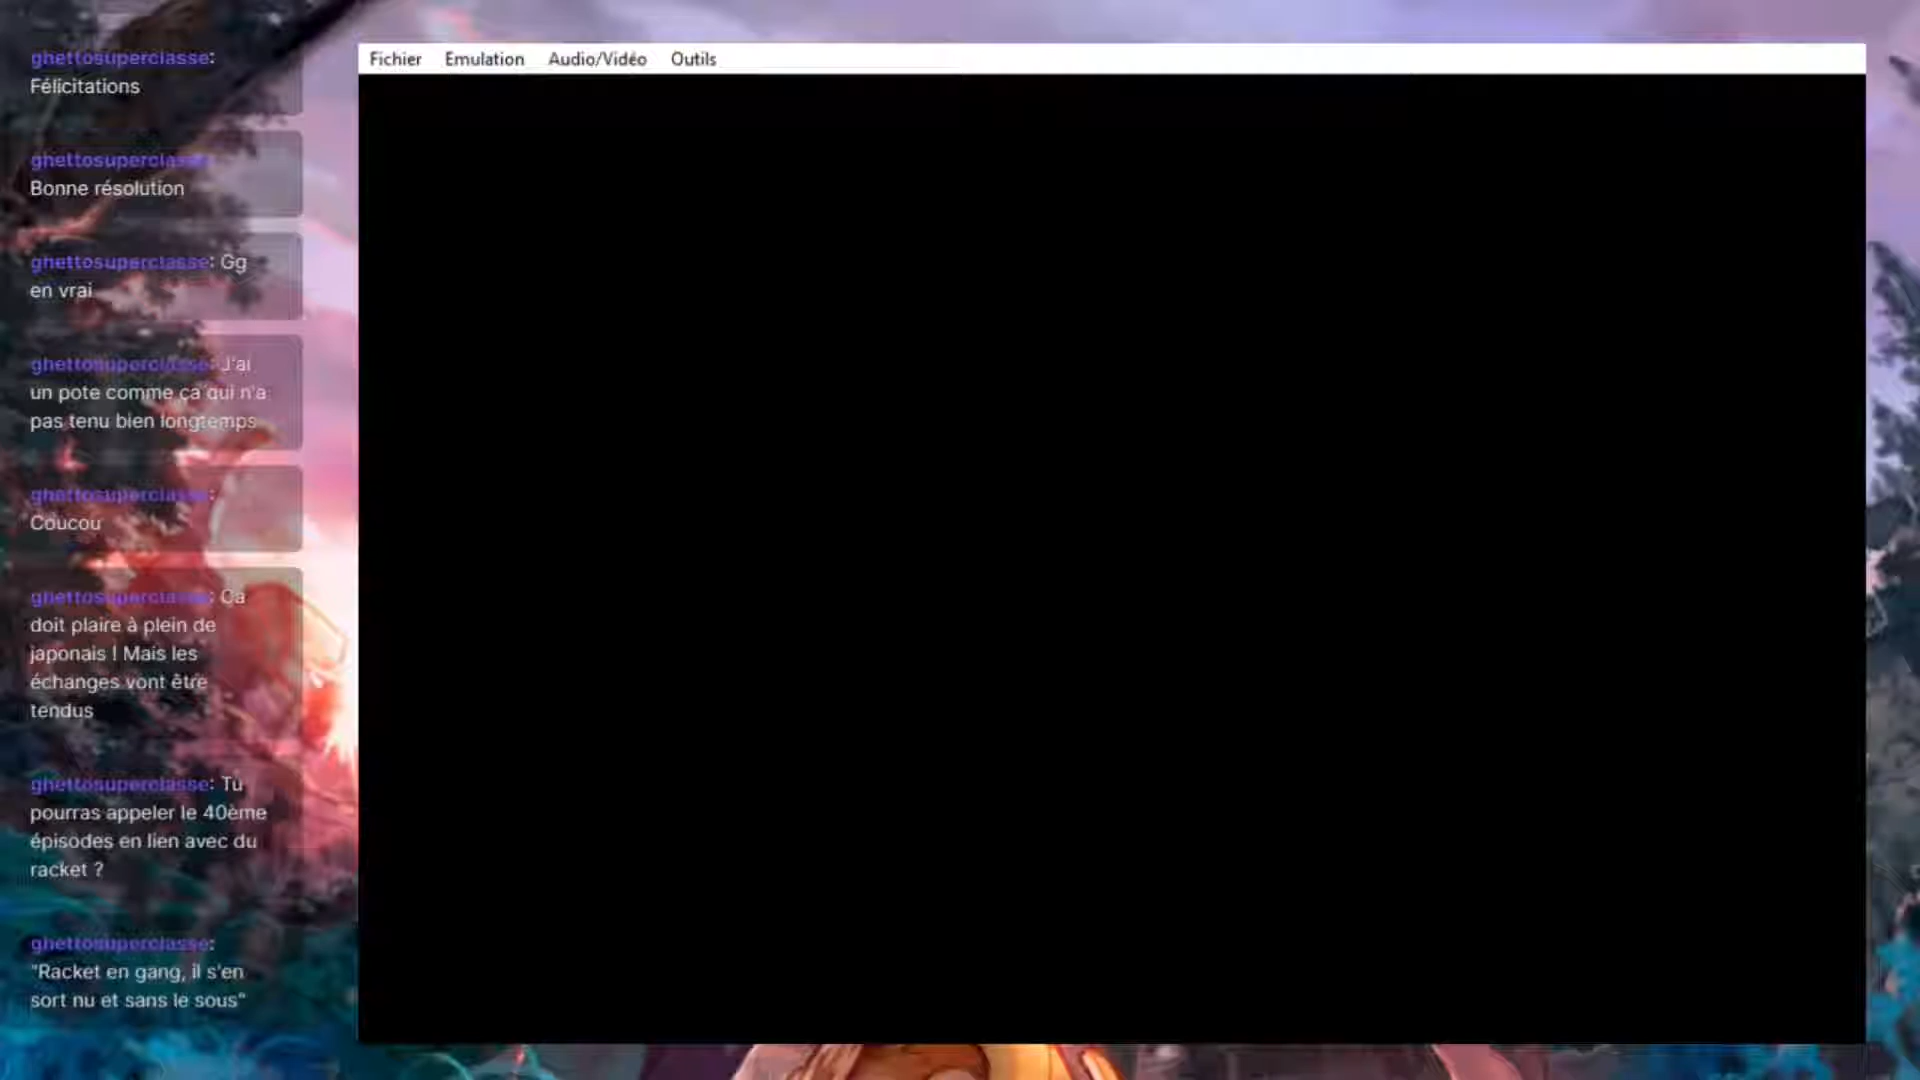 ghettosuperclasse:
Félicitations
ghettosuperclasse:
Bonne résolution
ghettosuperclasse: Gg
en vrai
ghettosuperclasse: J'ai
un pote comme ça qui n'a
pas tenu bien longtemps
ghettosuperclasse:
Coucou
ghettosuperclasse: Ca
doit plaire à plein de
japonais ! Mais les
échanges vont être
tendus
ghettosuperclasse: Tu
pourras appeler le 40ème
épisodes en lien avec du
racket ?
ghettosuperclasse:
"Racket en gang, il s'en
sort nu et sans le sous"
Fichier Emulation Audio/Vidéo Outils